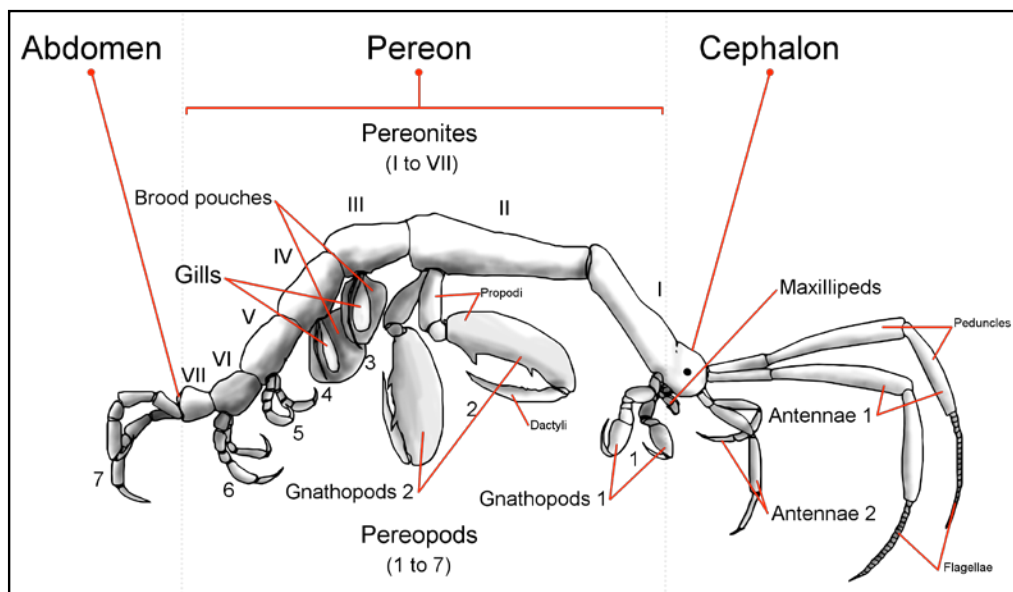 Abdomen
Pereon
Cephalon
Pereonites
(I to VII)
Brood pouches
III
II
IV
Gills
I
Maxillipeds
Propodi
Peduncles
V
3
VI
VII
4
2
Antennae 1
Dactyli
5
1
7
6
Gnathopods 2
Gnathopods 1
Antennae 2
Pereopods
(1 to 7)
Flagellae